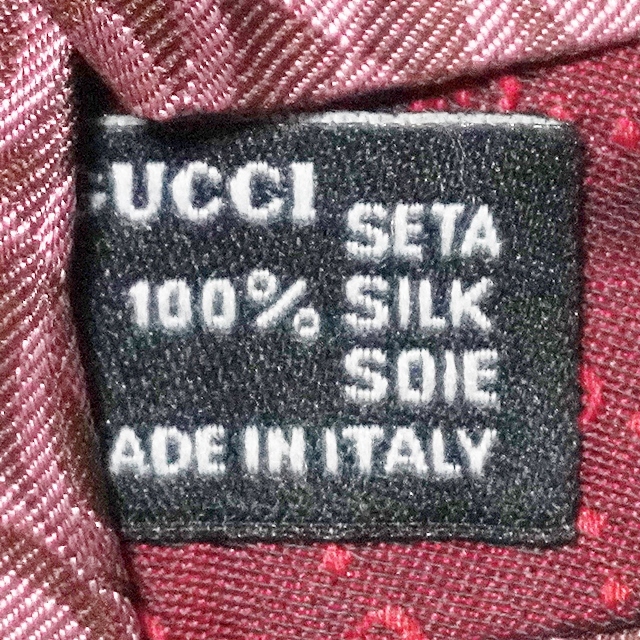 UCCI
SETA
100% SILK
SOIE
ADE IN ITALY